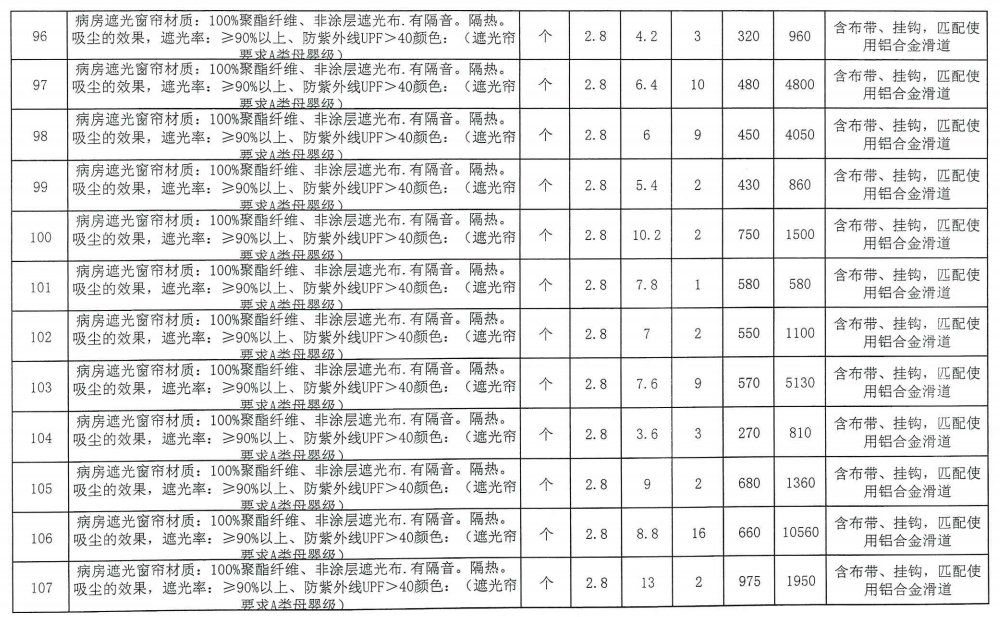 96 病房遮光窗帘材质：100%聚酯纤维、非涂层遮光布.有隔音。隔热。 个 2.8 4.2 3 320 960 含布带、挂钩，匹配使
吸尘的效果，遮光率：≥90%以上、防紫外线UPF＞40颜色：（遮光帘 用铝合金滑道
要求A类母婴级）
97 病房遮光窗帘材质：100%聚酯纤维、非涂层遮光布.有隔音。隔热。 个 2.8 6.4 10 480 4800 含布带、挂钩，匹配使
吸尘的效果，遮光率：≥90%以上、防紫外线UPF＞40颜色：（遮光帘 用铝合金滑道
要求A类母婴级）
98 病房遮光窗帘材质：100%聚酯纤维、非涂层遮光布.有隔音。隔热。 个 2.8 6 9 450 4050 含布带、挂钩，匹配使
吸尘的效果，遮光率：≥90%以上、防紫外线UPF＞40颜色：（遮光帘 用铝合金滑道
要求A类母婴级）
99 病房遮光窗帘材质：100%聚酯纤维、非涂层遮光布.有隔音。隔热。 个 2.8 5.4 2 430 860 含布带、挂钩，匹配使
吸尘的效果，遮光率：≥90%以上、防紫外线UPF＞40颜色：（遮光帘 用铝合金滑道
要求A类母婴级）
100 病房遮光窗帘材质：100%聚酯纤维、非涂层遮光布.有隔音。隔热。 个 2.8 10.2 2 750 1500 含布带、挂钩，匹配使
吸尘的效果，遮光率：≥90%以上、防紫外线UPF＞40颜色：（遮光帘 用铝合金滑道
要求A类母婴级）
101 病房遮光窗帘材质：100%聚酯纤维、非涂层遮光布.有隔音。隔热。 个 2.8 7.8 1 580 580 含布带、挂钩，匹配使
吸尘的效果，遮光率：≥90%以上、防紫外线UPF＞40颜色：（遮光帘 用铝合金滑道
要求A类母婴级）
102 病房遮光窗帘材质：100%聚酯纤维、非涂层遮光布.有隔音。隔热。 个 2.8 7 2 550 1100 含布带、挂钩，匹配使
吸尘的效果，遮光率：≥90%以上、防紫外线UPF＞40颜色：（遮光帘 用铝合金滑道
要求A类母婴级）
103 病房遮光窗帘材质：100%聚酯纤维、非涂层遮光布.有隔音。隔热。 个 2.8 7.6 9 570 5130 含布带、挂钩，匹配使
吸尘的效果，遮光率：≥90%以上、防紫外线UPF＞40颜色：（遮光帘 用铝合金滑道
要求A类母婴级）
104 病房遮光窗帘材质：100%聚酯纤维、非涂层遮光布.有隔音。隔热。 个 2.8 3.6 3 270 810 含布带、挂钩，匹配使
吸尘的效果，遮光率：≥90%以上、防紫外线UPF＞40颜色：（遮光帘 用铝合金滑道
要求A类母婴级）
105 病房遮光窗帘材质：100%聚酯纤维、非涂层遮光布.有隔音。隔热。 个 2.8 9 2 680 1360 含布带、挂钩，匹配使
吸尘的效果，遮光率：≥90%以上、防紫外线UPF＞40颜色：（遮光帘 用铝合金滑道
要求A类母婴级）
106 病房遮光窗帘材质：100%聚酯纤维、非涂层遮光布.有隔音。隔热。 个 2.8 8.8 16 660 10560 含布带、挂钩，匹配使
吸尘的效果，遮光率：≥90%以上、防紫外线UPF＞40颜色：（遮光帘 用铝合金滑道
要求A类母婴级）
107 病房遮光窗帘材质：100%聚酯纤维、非涂层遮光布.有隔音。隔热。 个 2.8 13 2 975 1950 含布带、挂钩，匹配使
吸尘的效果，遮光率：≥90%以上、防紫外线UPF＞40颜色：（遮光帘 用铝合金滑道
要求A类母婴级）